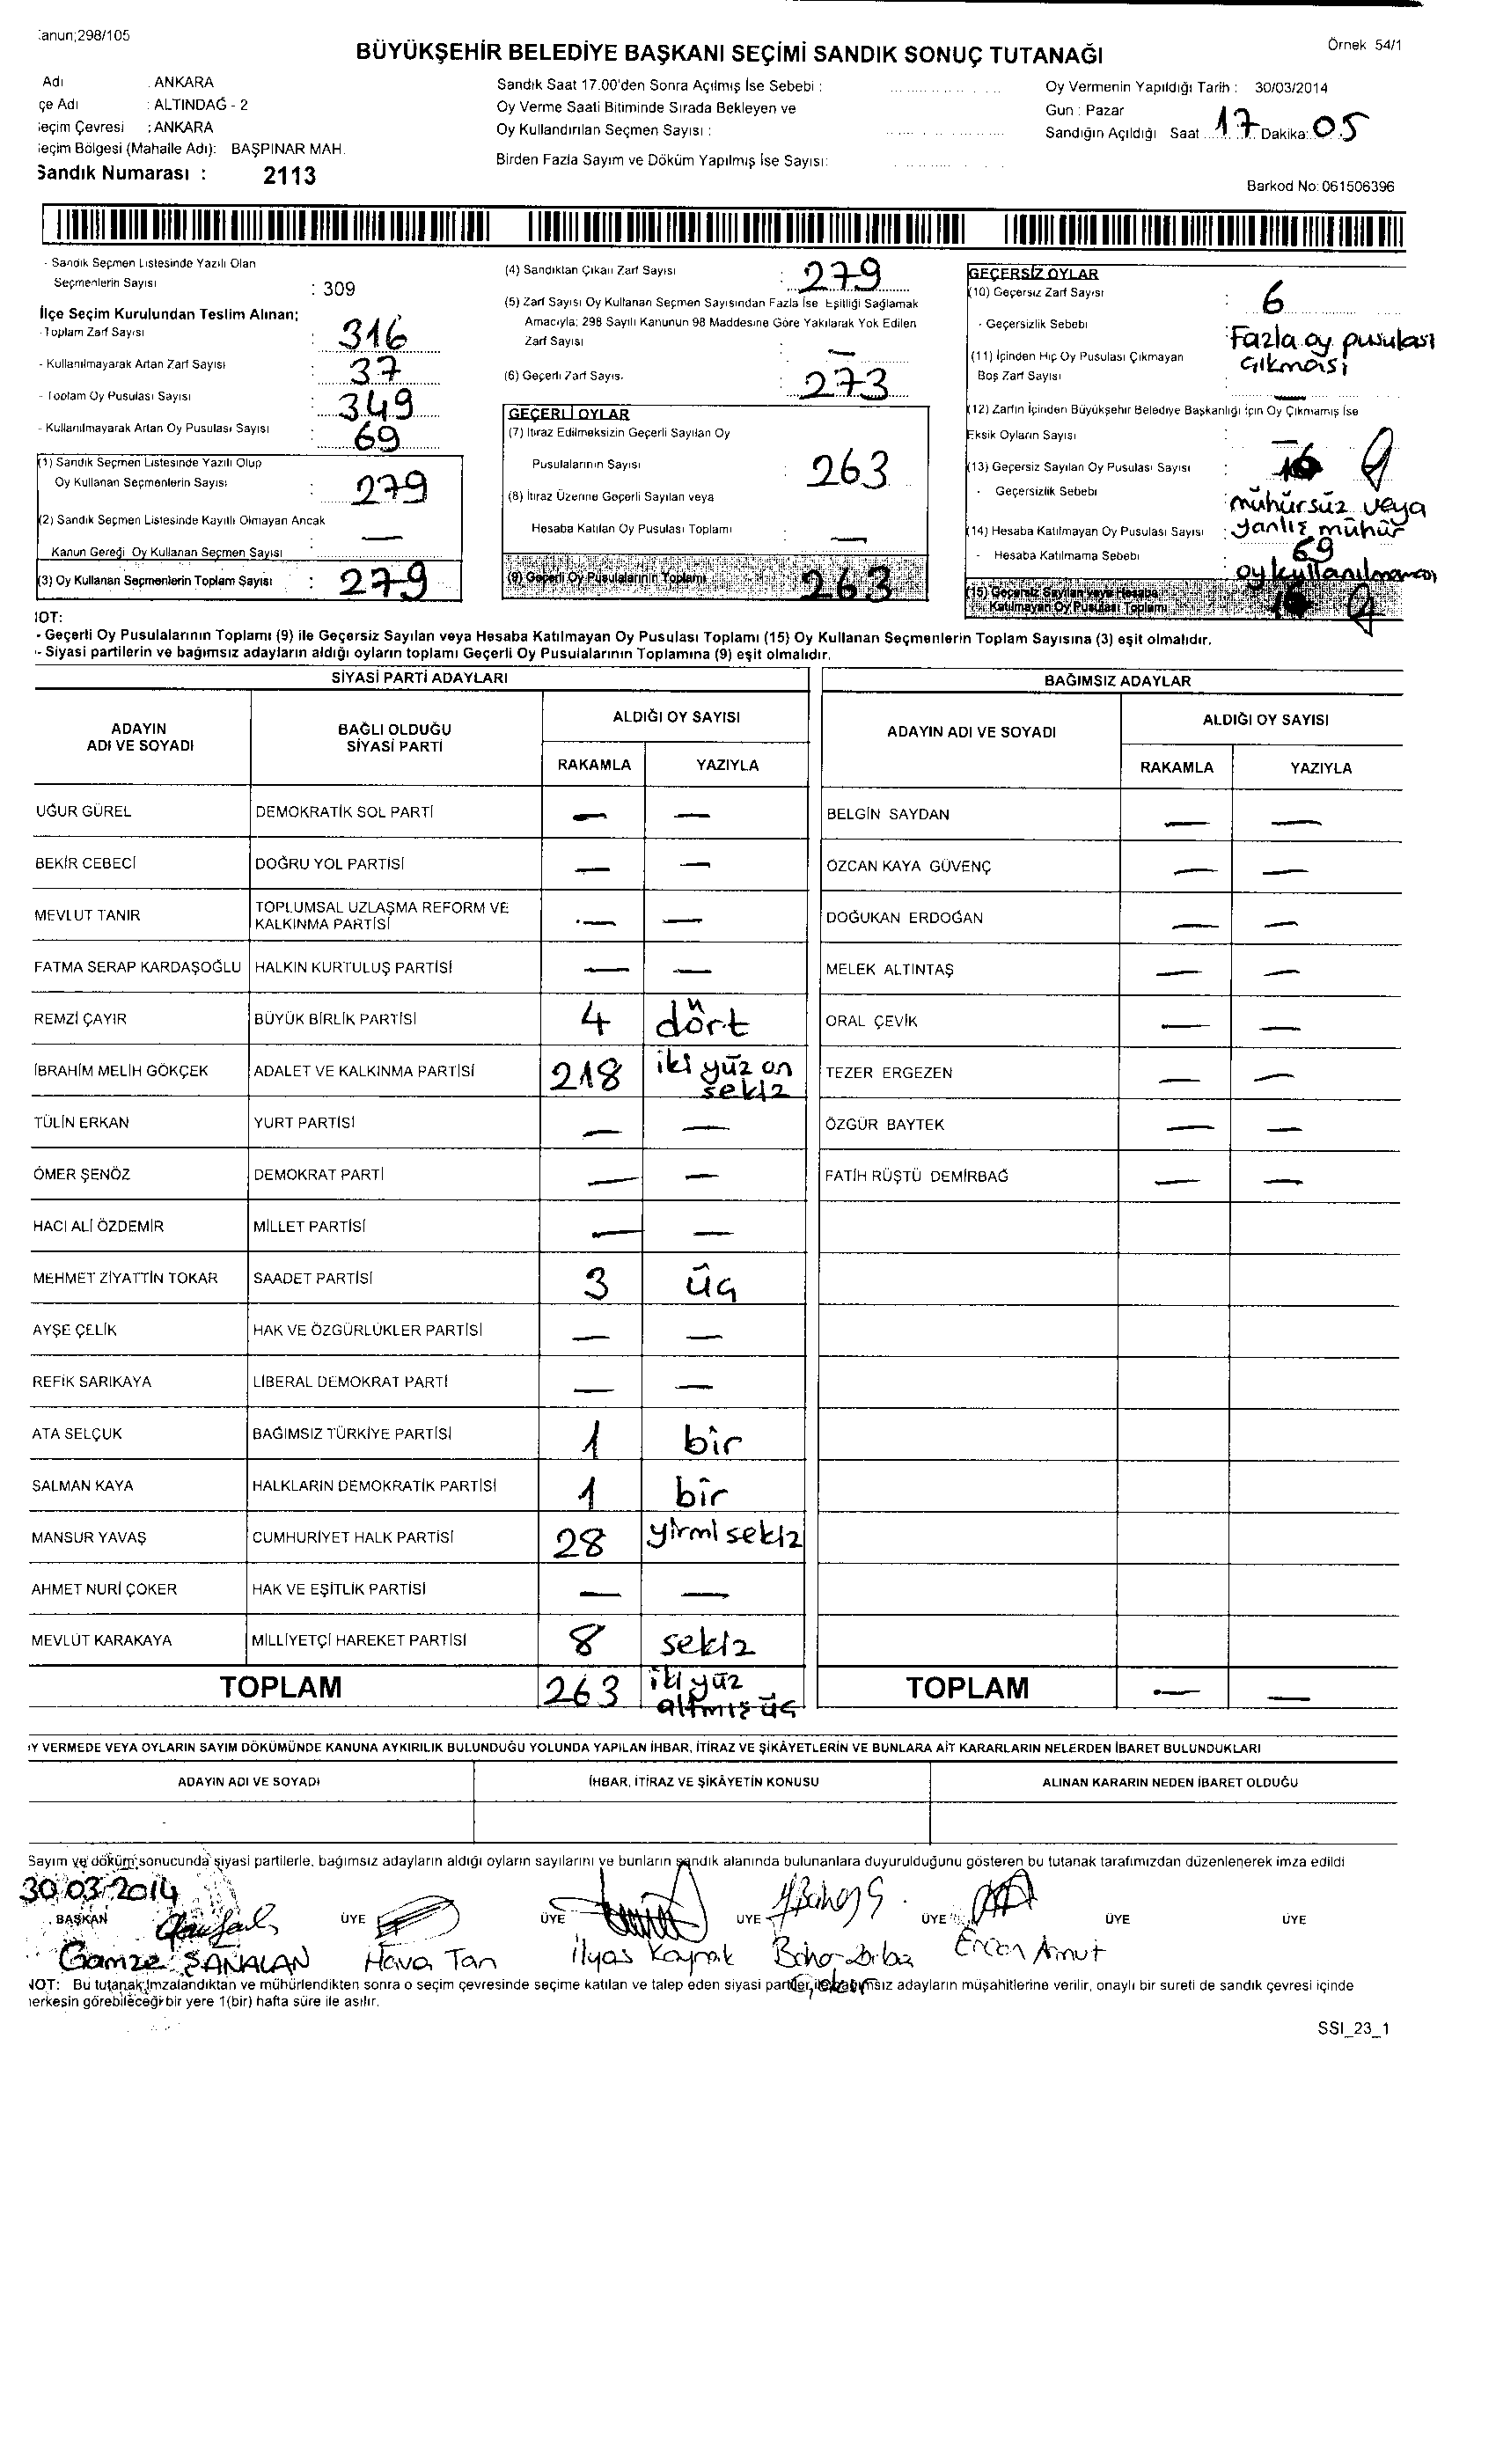 anun;298/105
Örnek 54/1
BÜYÜKŞEHİR BELEDİYE BAŞKANI SEÇİMİ SANDIK SONUÇ TUTANAĞI
Adı : ANKARA
çe Adı : ALTINDAĞ - 2
eçim Çevresi : ANKARA
eçim Bölgesi (Mahalle Adı): BAŞPINAR MAH.
Sandık Numarası : 2113
Sandık Saat 17.00'den Sonra Açılmış İse Sebebi :
Oy Verme Saati Bitiminde Sırada Bekleyen ve
Oy Kullandırılan Seçmen Sayısı :
Birden Fazla Sayım ve Döküm Yapılmış İse Sayısı:
Oy Vermenin Yapıldığı Tarih : 30/03/2014
Gün : Pazar
Sandığın Açıldığı Saat 17 Dakika: 05
Barkod No: 061506396
- Sandık Seçmen Listesinde Yazılı Olan
Seçmenlerin Sayısı : 309
İlçe Seçim Kurulundan Teslim Alınan;
-Toplam Zarf Sayısı : 316
- Kullanılmayarak Artan Zarf Sayısı : 37
- Toplam Oy Pusulası Sayısı : 349
- Kullanılmayarak Artan Oy Pusulası Sayısı : 69
(1) Sandık Seçmen Listesinde Yazılı Olup
Oy Kullanan Seçmenlerin Sayısı : 279
(2) Sandık Seçmen Listesinde Kayıtlı Olmayan Ancak
Kanun Gereği Oy Kullanan Seçmen Sayısı : —
(3) Oy Kullanan Seçmenlerin Toplam Sayısı : 279
(4) Sandıktan Çıkan Zarf Sayısı : 279
(5) Zarf Sayısı Oy Kullanan Seçmen Sayısından Fazla İse Eşitliği Sağlamak
Amacıyla; 298 Sayılı Kanunun 98 Maddesine Göre Yakılarak Yok Edilen
Zarf Sayısı : —
(6) Geçerli Zarf Sayısı. : 273
GEÇERLİ OYLAR
(7) İtiraz Edilmeksizin Geçerli Sayılan Oy
Pusulalarının Sayısı : 263
(8) İtiraz Üzerine Geçerli Sayılan veya
Hesaba Katılan Oy Pusulası Toplamı : —
(9) Geçerli Oy Pusulalarının Toplamı : 263
GEÇERSİZ OYLAR
(10) Geçersiz Zarf Sayısı : 6
- Geçersizlik Sebebi : Fazla oy pusulası
çıkması
(11) İçinden Hiç Oy Pusulası Çıkmayan
Boş Zarf Sayısı :
(12) Zarfın İçinden Büyükşehir Belediye Başkanlığı İçin Oy Çıkmamış İse
Eksik Oyların Sayısı : —
(13) Geçersiz Sayılan Oy Pusulası Sayısı :
- Geçersizlik Sebebi : mühürsüz veya
yanlış mühür
(14) Hesaba Katılmayan Oy Pusulası Sayısı : 69
- Hesaba Katılmama Sebebi : oy kullanılmaması
(15) Geçersiz Sayılan veya Hesaba
Katılmayan Oy Pusulası Toplamı
NOT:
- Geçerli Oy Pusulalarının Toplamı (9) ile Geçersiz Sayılan veya Hesaba Katılmayan Oy Pusulası Toplamı (15) Oy Kullanan Seçmenlerin Toplam Sayısına (3) eşit olmalıdır.
- Siyasi partilerin ve bağımsız adayların aldığı oyların toplamı Geçerli Oy Pusulalarının Toplamına (9) eşit olmalıdır.
SİYASİ PARTİ ADAYLARI
ADAYIN ADI VE SOYADI BAĞLI OLDUĞU SİYASİ PARTİ ALDIĞI OY SAYISI
RAKAMLA YAZIYLA
UĞUR GÜREL DEMOKRATİK SOL PARTİ — —
BEKİR CEBECİ DOĞRU YOL PARTİSİ — —
MEVLUT TANIR TOPLUMSAL UZLAŞMA REFORM VE KALKINMA PARTİSİ — —
FATMA SERAP KARDAŞOĞLU HALKIN KURTULUŞ PARTİSİ — —
REMZİ ÇAYIR BÜYÜK BİRLİK PARTİSİ 4 dört
İBRAHİM MELİH GÖKÇEK ADALET VE KALKINMA PARTİSİ 218 iki yüz on sekiz
TÜLİN ERKAN YURT PARTİSİ — —
ÖMER ŞENÖZ DEMOKRAT PARTİ — —
HACI ALİ ÖZDEMİR MİLLET PARTİSİ — —
MEHMET ZİYATTİN TOKAR SAADET PARTİSİ 3 üç
AYŞE ÇELİK HAK VE ÖZGÜRLÜKLER PARTİSİ — —
REFİK SARIKAYA LİBERAL DEMOKRAT PARTİ — —
ATA SELÇUK BAĞIMSIZ TÜRKİYE PARTİSİ 1 bir
SALMAN KAYA HALKLARIN DEMOKRATİK PARTİSİ 1 bir
MANSUR YAVAŞ CUMHURİYET HALK PARTİSİ 28 yirmi sekiz
AHMET NURİ ÇOKER HAK VE EŞİTLİK PARTİSİ — —
MEVLÜT KARAKAYA MİLLİYETÇİ HAREKET PARTİSİ 8 sekiz
TOPLAM 263 iki yüz altmış üç
BAĞIMSIZ ADAYLAR
ADAYIN ADI VE SOYADI ALDIĞI OY SAYISI
RAKAMLA YAZIYLA
BELGİN SAYDAN — —
ÖZCAN KAYA GÜVENÇ — —
DOĞUKAN ERDOĞAN — —
MELEK ALTINTAŞ — —
ORAL ÇEVİK — —
TEZER ERGEZEN — —
ÖZGÜR BAYTEK — —
FATİH RÜŞTÜ DEMİRBAĞ — —
TOPLAM — —
Y VERMEDE VEYA OYLARIN SAYIM DÖKÜMÜNDE KANUNA AYKIRILIK BULUNDUĞU YOLUNDA YAPILAN İHBAR, İTİRAZ VE ŞİKÂYETLERİN VE BUNLARA AİT KARARLARIN NELERDEN İBARET BULUNDUKLARI
ADAYIN ADI VE SOYADI İHBAR, İTİRAZ VE ŞİKÂYETİN KONUSU ALINAN KARARIN NEDEN İBARET OLDUĞU
Sayım ve döküm sonucunda siyasi partilerle, bağımsız adayların aldığı oyların sayılarını ve bunların sandık alanında bulunanlara duyurulduğunu gösteren bu tutanak tarafımızdan düzenlenerek imza edildi
30.03.2014
BAŞKAN ÜYE ÜYE ÜYE ÜYE ÜYE ÜYE
Gamze ŞANALAN Hava Tan İlyas Kaynak Ercan Amut
NOT: Bu tutanak imzalandıktan ve mühürlendikten sonra o seçim çevresinde seçime katılan ve talep eden siyasi partiler, ile bağımsız adayların müşahitlerine verilir, onaylı bir sureti de sandık çevresi içinde
herkesin görebileceği bir yere 1(bir) hafta süre ile asılır.
SSI_23_1